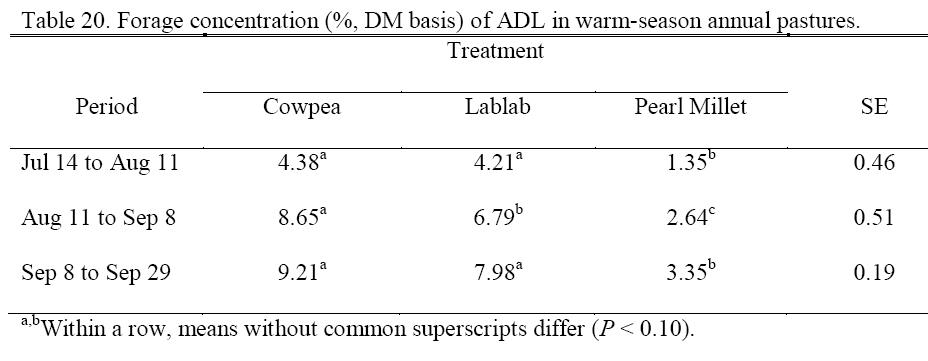 Table 20. Forage concentration (%, DM basis) of ADL in warm-season annual pastures.
Treatment
Period Cowpea Lablab Pearl Millet SE
Jul 14 to Aug 11 4.38a 4.21a 1.35b 0.46
Aug 11 to Sep 8 8.65a 6.79b 2.64c 0.51
Sep 8 to Sep 29 9.21a 7.98a 3.35b 0.19
a,bWithin a row, means without common superscripts differ (P < 0.10).